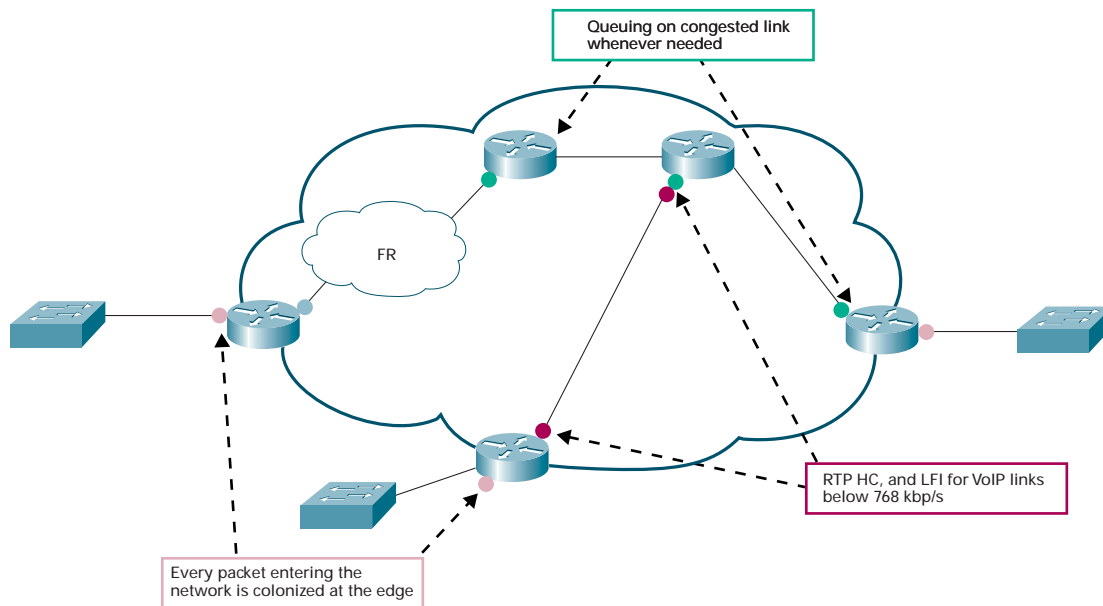 Queuing on congested link
whenever needed
FR
RTP HC, and LFI for VoIP links
below 768 kbp/s
Every packet entering the
network is colonized at the edge